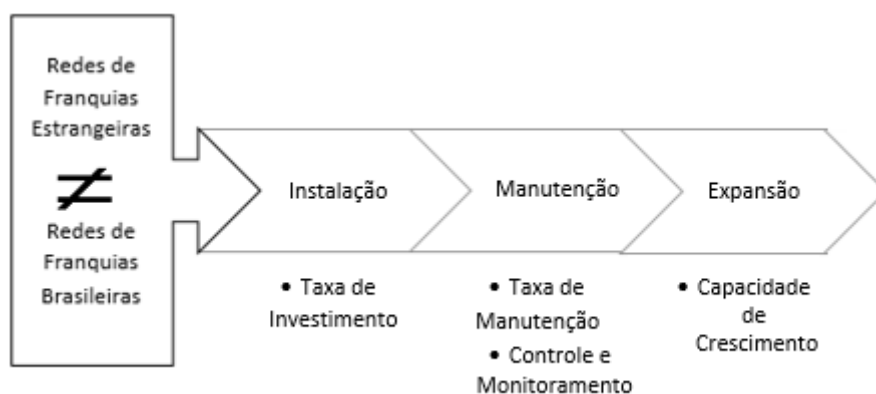 Redes de
Franquias
Estrangeiras
≠
Redes de
Franquias
Brasileiras
Instalação
Manutenção
Expansão
• Taxa de
Investimento
• Taxa de
Manutenção
• Controle e
Monitoramento
• Capacidade
de
Crescimento